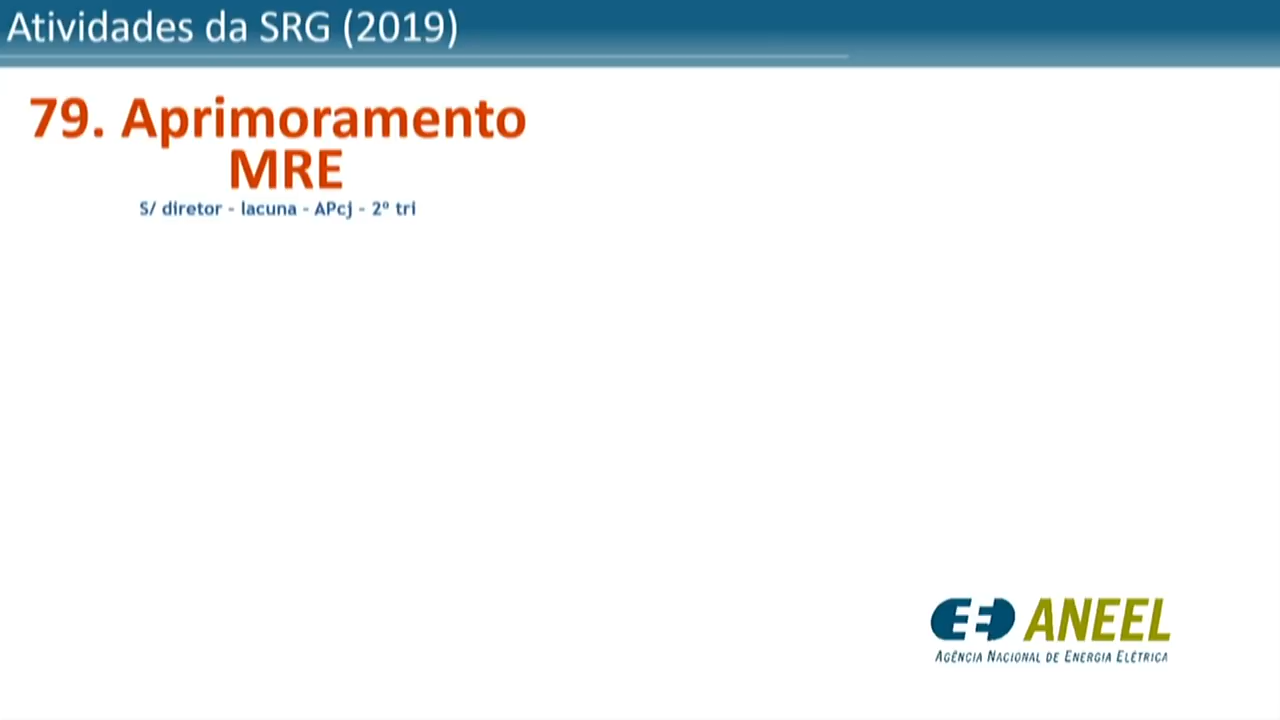 Atividades da SRG (2019)
79. Aprimoramento
MRE
S/ diretor - lacuna - APcj - 2º tri
ANEEL
AGÊNCIA NACIONAL DE ENERGIA ELÉTRICA